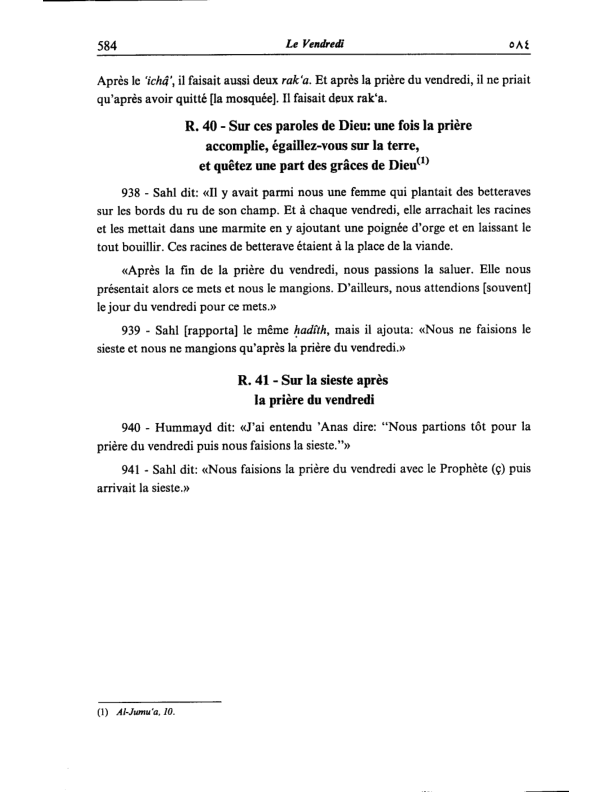 584 Le Vendredi ٥٨٤
Après le 'ichâ', il faisait aussi deux rak'a. Et après la prière du vendredi, il ne priait
qu'après avoir quitté [la mosquée]. Il faisait deux rak'a.
R. 40 - Sur ces paroles de Dieu: une fois la prière
accomplie, égaillez-vous sur la terre,
et quêtez une part des grâces de Dieu(1)
938 - Sahl dit: «Il y avait parmi nous une femme qui plantait des betteraves
sur les bords du ru de son champ. Et à chaque vendredi, elle arrachait les racines
et les mettait dans une marmite en y ajoutant une poignée d'orge et en laissant le
tout bouillir. Ces racines de betterave étaient à la place de la viande.
«Après la fin de la prière du vendredi, nous passions la saluer. Elle nous
présentait alors ce mets et nous le mangions. D'ailleurs, nous attendions [souvent]
le jour du vendredi pour ce mets.»
939 - Sahl [rapporta] le même ḥadîth, mais il ajouta: «Nous ne faisions le
sieste et nous ne mangions qu'après la prière du vendredi.»
R. 41 - Sur la sieste après
la prière du vendredi
940 - Hummayd dit: «J'ai entendu 'Anas dire: "Nous partions tôt pour la
prière du vendredi puis nous faisions la sieste."»
941 - Sahl dit: «Nous faisions la prière du vendredi avec le Prophète (ç) puis
arrivait la sieste.»
(1) Al-Jumu'a, 10.